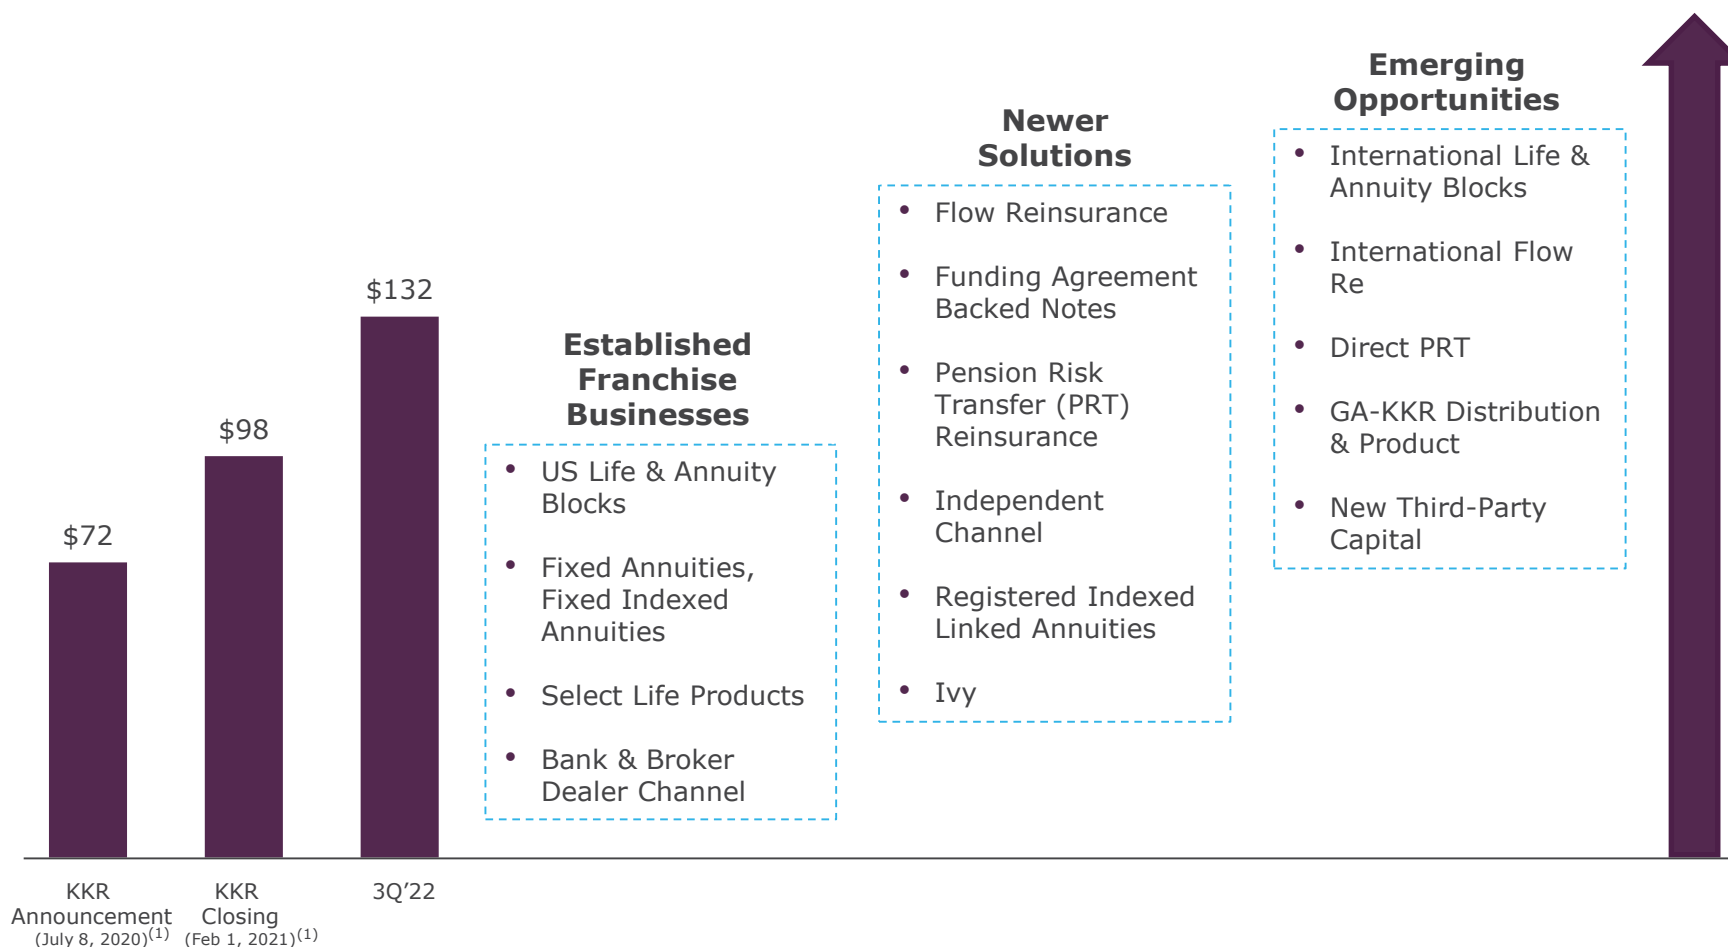 $72
KKR
Announcement
(July 8, 2020)(1)
$98
KKR
Closing
(Feb 1, 2021)(1)
$132
3Q’22
Established
Franchise
Businesses
• US Life & Annuity
Blocks
• Fixed Annuities,
Fixed Indexed
Annuities
• Select Life Products
• Bank & Broker
Dealer Channel
Newer
Solutions
• Flow Reinsurance
• Funding Agreement
Backed Notes
• Pension Risk
Transfer (PRT)
Reinsurance
• Independent
Channel
• Registered Indexed
Linked Annuities
• Ivy
Emerging
Opportunities
• International Life &
Annuity Blocks
• International Flow
Re
• Direct PRT
• GA-KKR Distribution
& Product
• New Third-Party
Capital